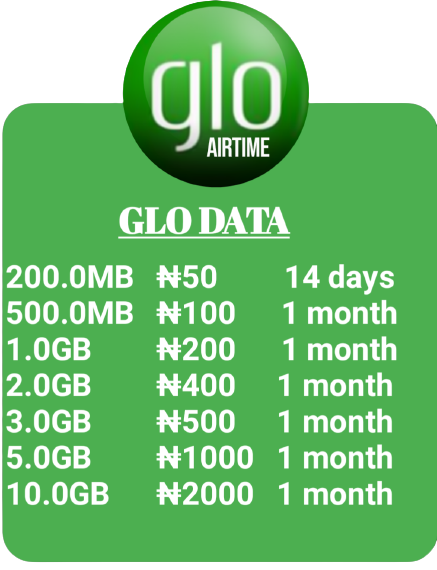 glo
AIRTIME
GLO DATA
200.0MB ₦50 14 days
500.0MB ₦100 1 month
1.0GB ₦200 1 month
2.0GB ₦400 1 month
3.0GB ₦500 1 month
5.0GB ₦1000 1 month
10.0GB ₦2000 1 month